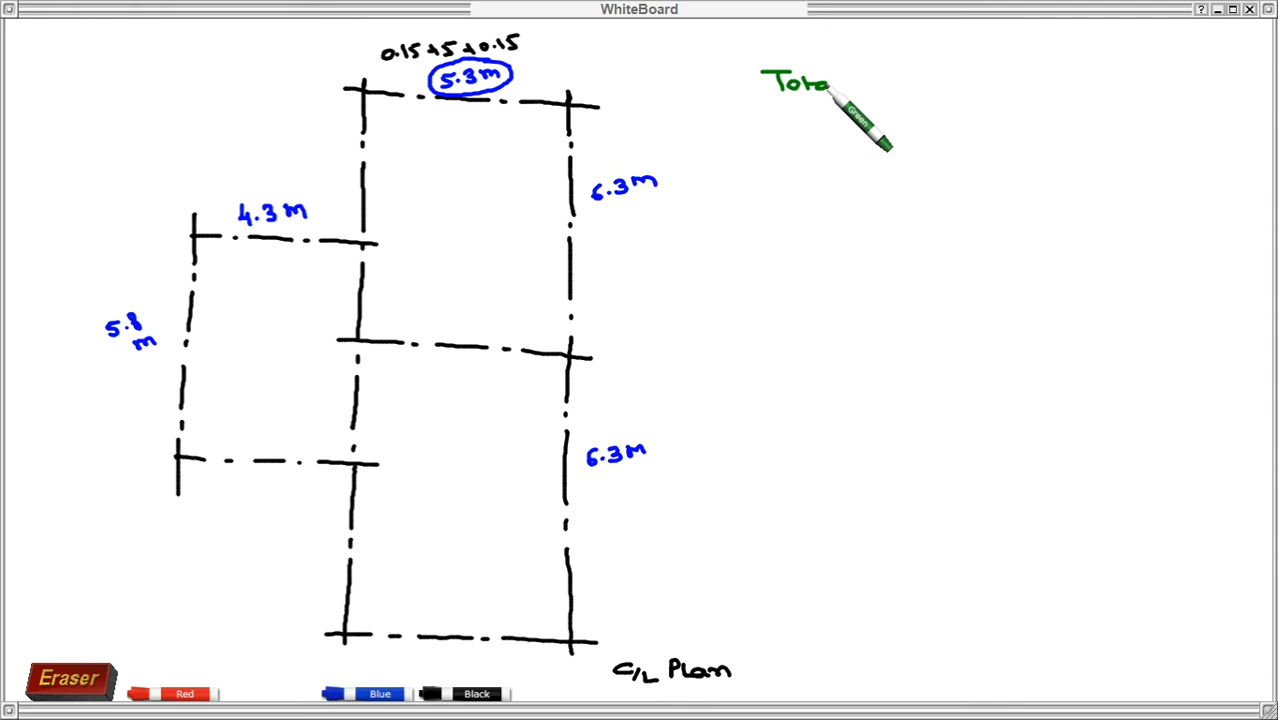 WhiteBoard
0.15+5+0.15
5.3m
Tota
6.3m
4.3m
5.8
m
6.3m
C/L Plan
Green
Eraser
Red
Blue
Black